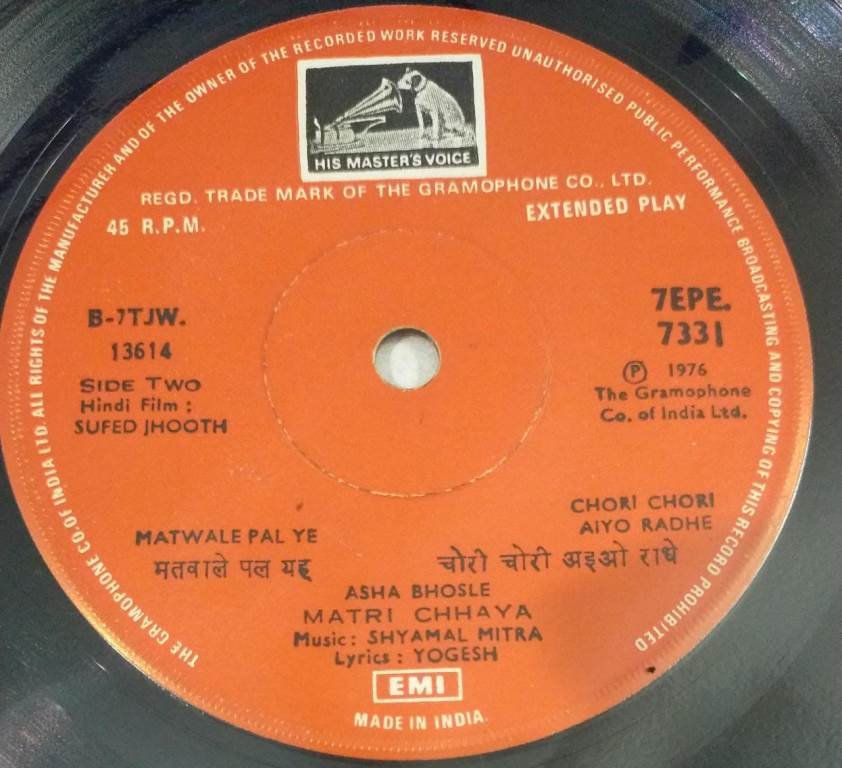 THE GRAMOPHONE CO. OF INDIA LTD. ALL RIGHTS OF THE MANUFACTURER AND OF THE OWNER OF THE RECORDED WORK RESERVED UNAUTHORISED PUBLIC PERFORMANCE BROADCASTING AND COPYING OF THIS RECORD PROHIBITED
HIS MASTER'S VOICE
REGD. TRADE MARK OF THE GRAMOPHONE CO., LTD.
45 R.P.M.
EXTENDED PLAY
B-7TJW.
13614
SIDE TWO
Hindi Film :
SUFED JHOOTH
7EPE.
7331
Ⓟ 1976
The Gramophone
Co. of India Ltd.
MATWALE PAL YE
मतवाले पल यह
CHORI CHORI
AIYO RADHE
चोरी चोरी अइओ राधे
ASHA BHOSLE
MATRI CHHAYA
Music: SHYAMAL MITRA
Lyrics : YOGESH
EMI
MADE IN INDIA.